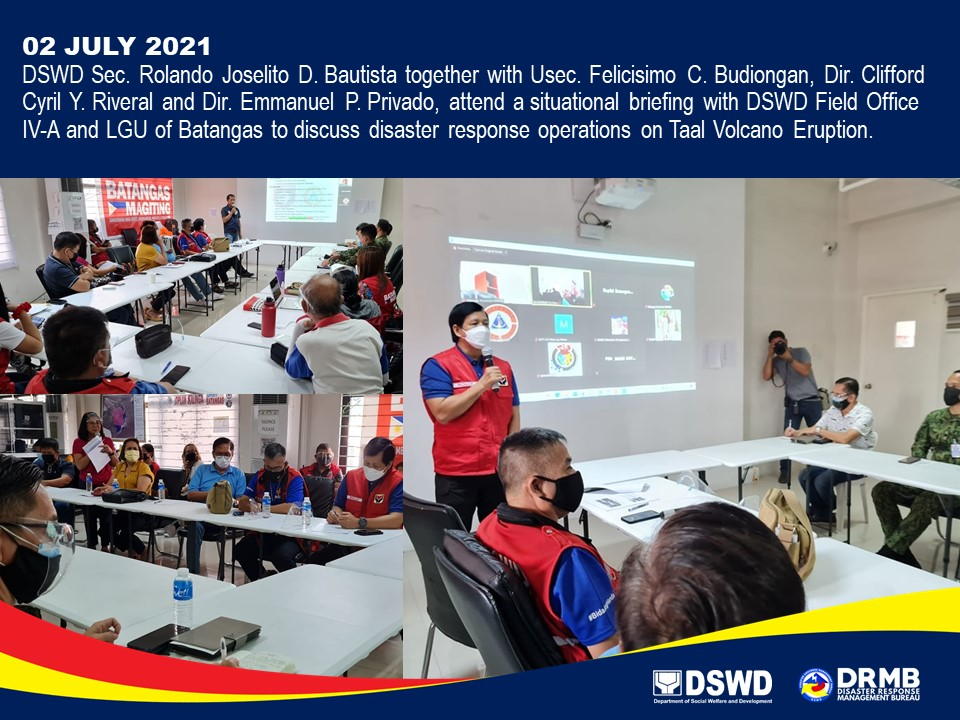 02 JULY 2021
DSWD Sec. Rolando Joselito D. Bautista together with Usec. Felicisimo C. Budiongan, Dir. Clifford
Cyril Y. Riveral and Dir. Emmanuel P. Privado, attend a situational briefing with DSWD Field Office
IV-A and LGU of Batangas to discuss disaster response operations on Taal Volcano Eruption.
BATANGAS
MAGITING
SILENCE
PLEASE
DSWD
Department of Social Welfare and Development
DRMB
DISASTER RESPONSE
MANAGEMENT BUREAU